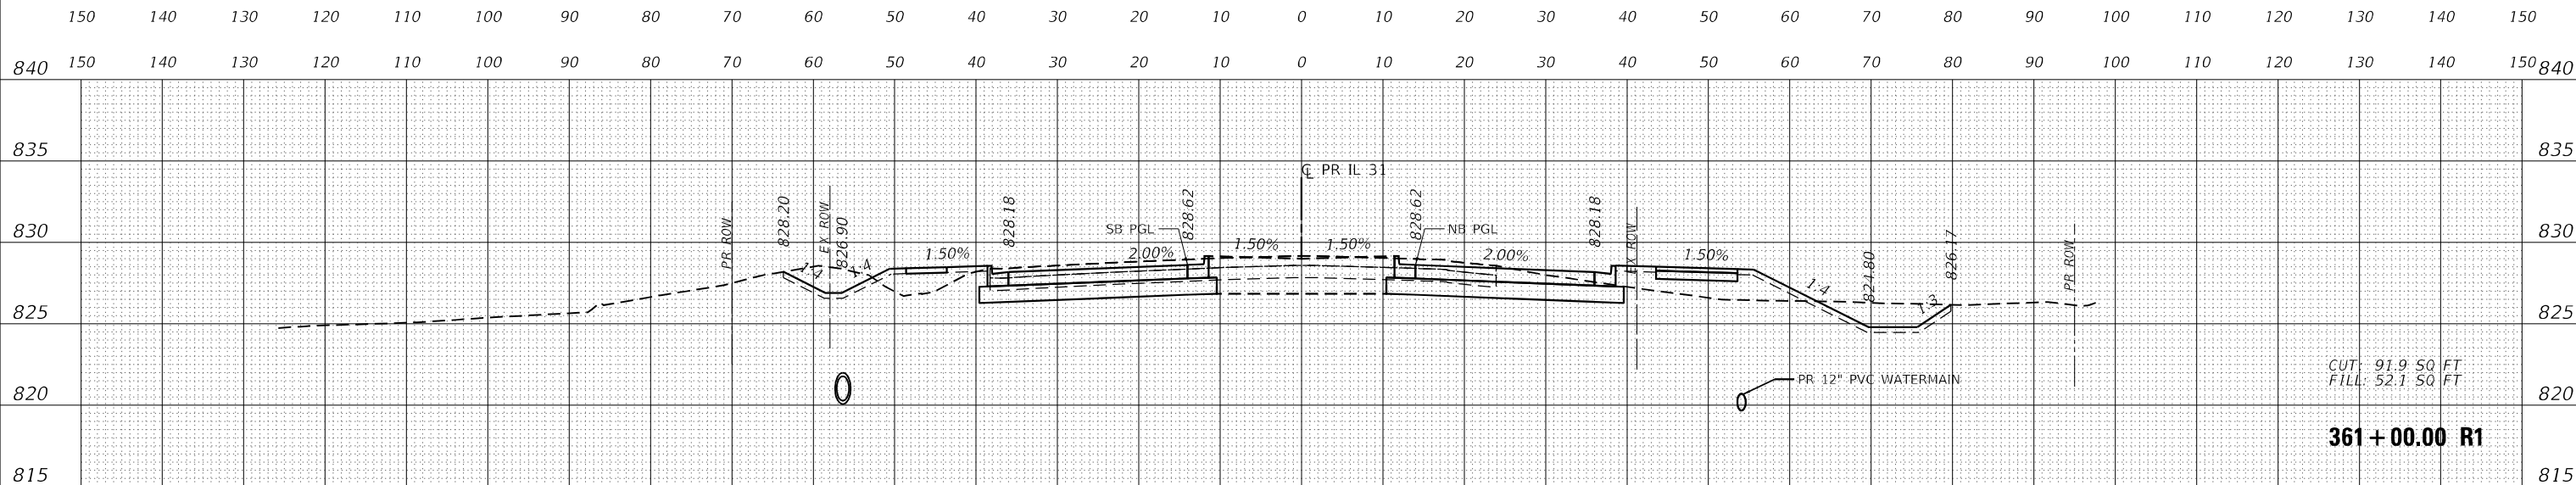 150 140 130 120 110 100 90 80 70 60 50 40 30 20 10 0 10 20 30 40 50 60 70 80 90 100 110 120 130 140 150
150 140 130 120 110 100 90 80 70 60 50 40 30 20 10 0 10 20 30 40 50 60 70 80 90 100 110 120 130 140 150
840 840
835 835
℄ PR IL 31
830 830
PR ROW
828.20
EX ROW
826.90
1:4
1:4
1.50%
828.18
2.00%
SB PGL
828.62
1.50%
1.50%
828.62
NB PGL
2.00%
828.18
EX ROW
1.50%
1:4
824.80
1:3
826.17
PR ROW
825 825
CUT: 91.9 SQ FT
FILL: 52.1 SQ FT
PR 12" PVC WATERMAIN
820 820
361+00.00 R1
815 815